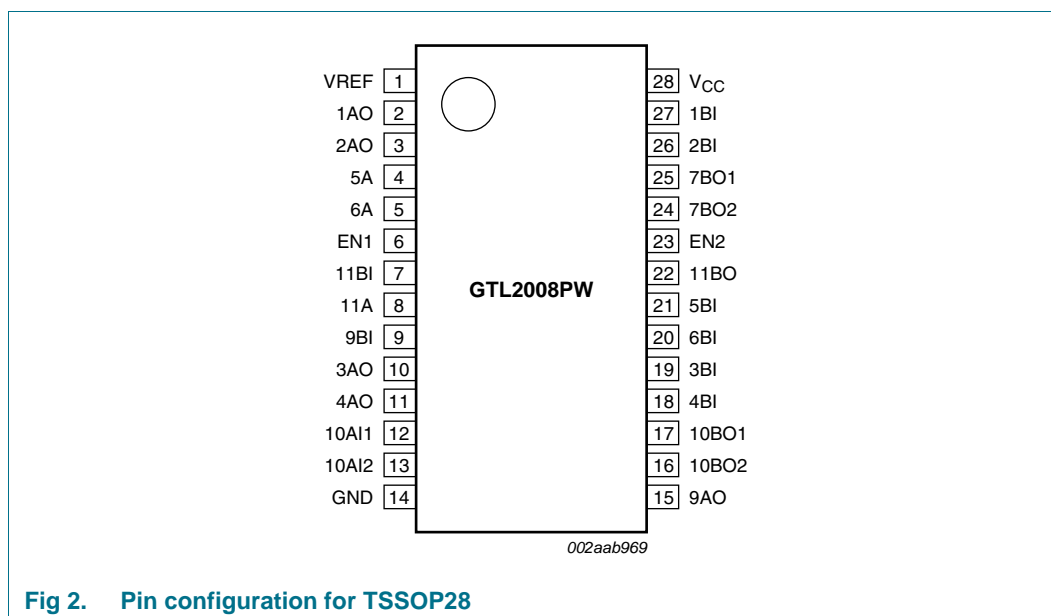 VREF 1 28 VCC
1AO 2 27 1BI
2AO 3 26 2BI
5A 4 25 7BO1
6A 5 24 7BO2
EN1 6 23 EN2
11BI 7 22 11BO
GTL2008PW
11A 8 21 5BI
9BI 9 20 6BI
3AO 10 19 3BI
4AO 11 18 4BI
10AI1 12 17 10BO1
10AI2 13 16 10BO2
GND 14 15 9AO
002aab969
Fig 2. Pin configuration for TSSOP28